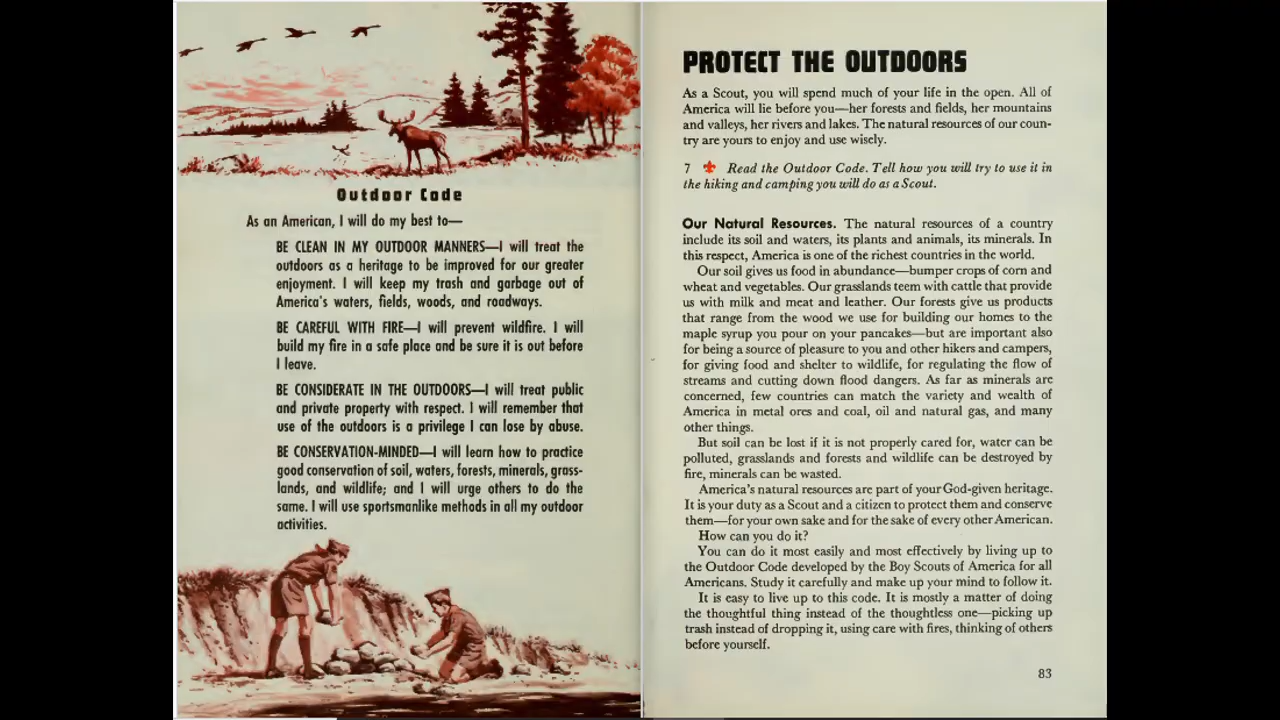 Outdoor Code
As an American, I will do my best to—
BE CLEAN IN MY OUTDOOR MANNERS—I will treat the
outdoors as a heritage to be improved for our greater
enjoyment. I will keep my trash and garbage out of
America's waters, fields, woods, and roadways.
BE CAREFUL WITH FIRE—I will prevent wildfire. I will
build my fire in a safe place and be sure it is out before
I leave.
BE CONSIDERATE IN THE OUTDOORS—I will treat public
and private property with respect. I will remember that
use of the outdoors is a privilege I can lose by abuse.
BE CONSERVATION-MINDED—I will learn how to practice
good conservation of soil, waters, forests, minerals, grass-
lands, and wildlife; and I will urge others to do the
same. I will use sportsmanlike methods in all my outdoor
activities.
PROTECT THE OUTDOORS
As a Scout, you will spend much of your life in the open. All of
America will lie before you—her forests and fields, her mountains
and valleys, her rivers and lakes. The natural resources of our coun-
try are yours to enjoy and use wisely.
7 Read the Outdoor Code. Tell how you will try to use it in
the hiking and camping you will do as a Scout.
Our Natural Resources. The natural resources of a country
include its soil and waters, its plants and animals, its minerals. In
this respect, America is one of the richest countries in the world.
Our soil gives us food in abundance—bumper crops of corn and
wheat and vegetables. Our grasslands teem with cattle that provide
us with milk and meat and leather. Our forests give us products
that range from the wood we use for building our homes to the
maple syrup you pour on your pancakes—but are important also
for being a source of pleasure to you and other hikers and campers,
for giving food and shelter to wildlife, for regulating the flow of
streams and cutting down flood dangers. As far as minerals are
concerned, few countries can match the variety and wealth of
America in metal ores and coal, oil and natural gas, and many
other things.
But soil can be lost if it is not properly cared for, water can be
polluted, grasslands and forests and wildlife can be destroyed by
fire, minerals can be wasted.
America's natural resources are part of your God-given heritage.
It is your duty as a Scout and a citizen to protect them and conserve
them—for your own sake and for the sake of every other American.
How can you do it?
You can do it most easily and most effectively by living up to
the Outdoor Code developed by the Boy Scouts of America for all
Americans. Study it carefully and make up your mind to follow it.
It is easy to live up to this code. It is mostly a matter of doing
the thoughtful thing instead of the thoughtless one—picking up
trash instead of dropping it, using care with fires, thinking of others
before yourself.
83